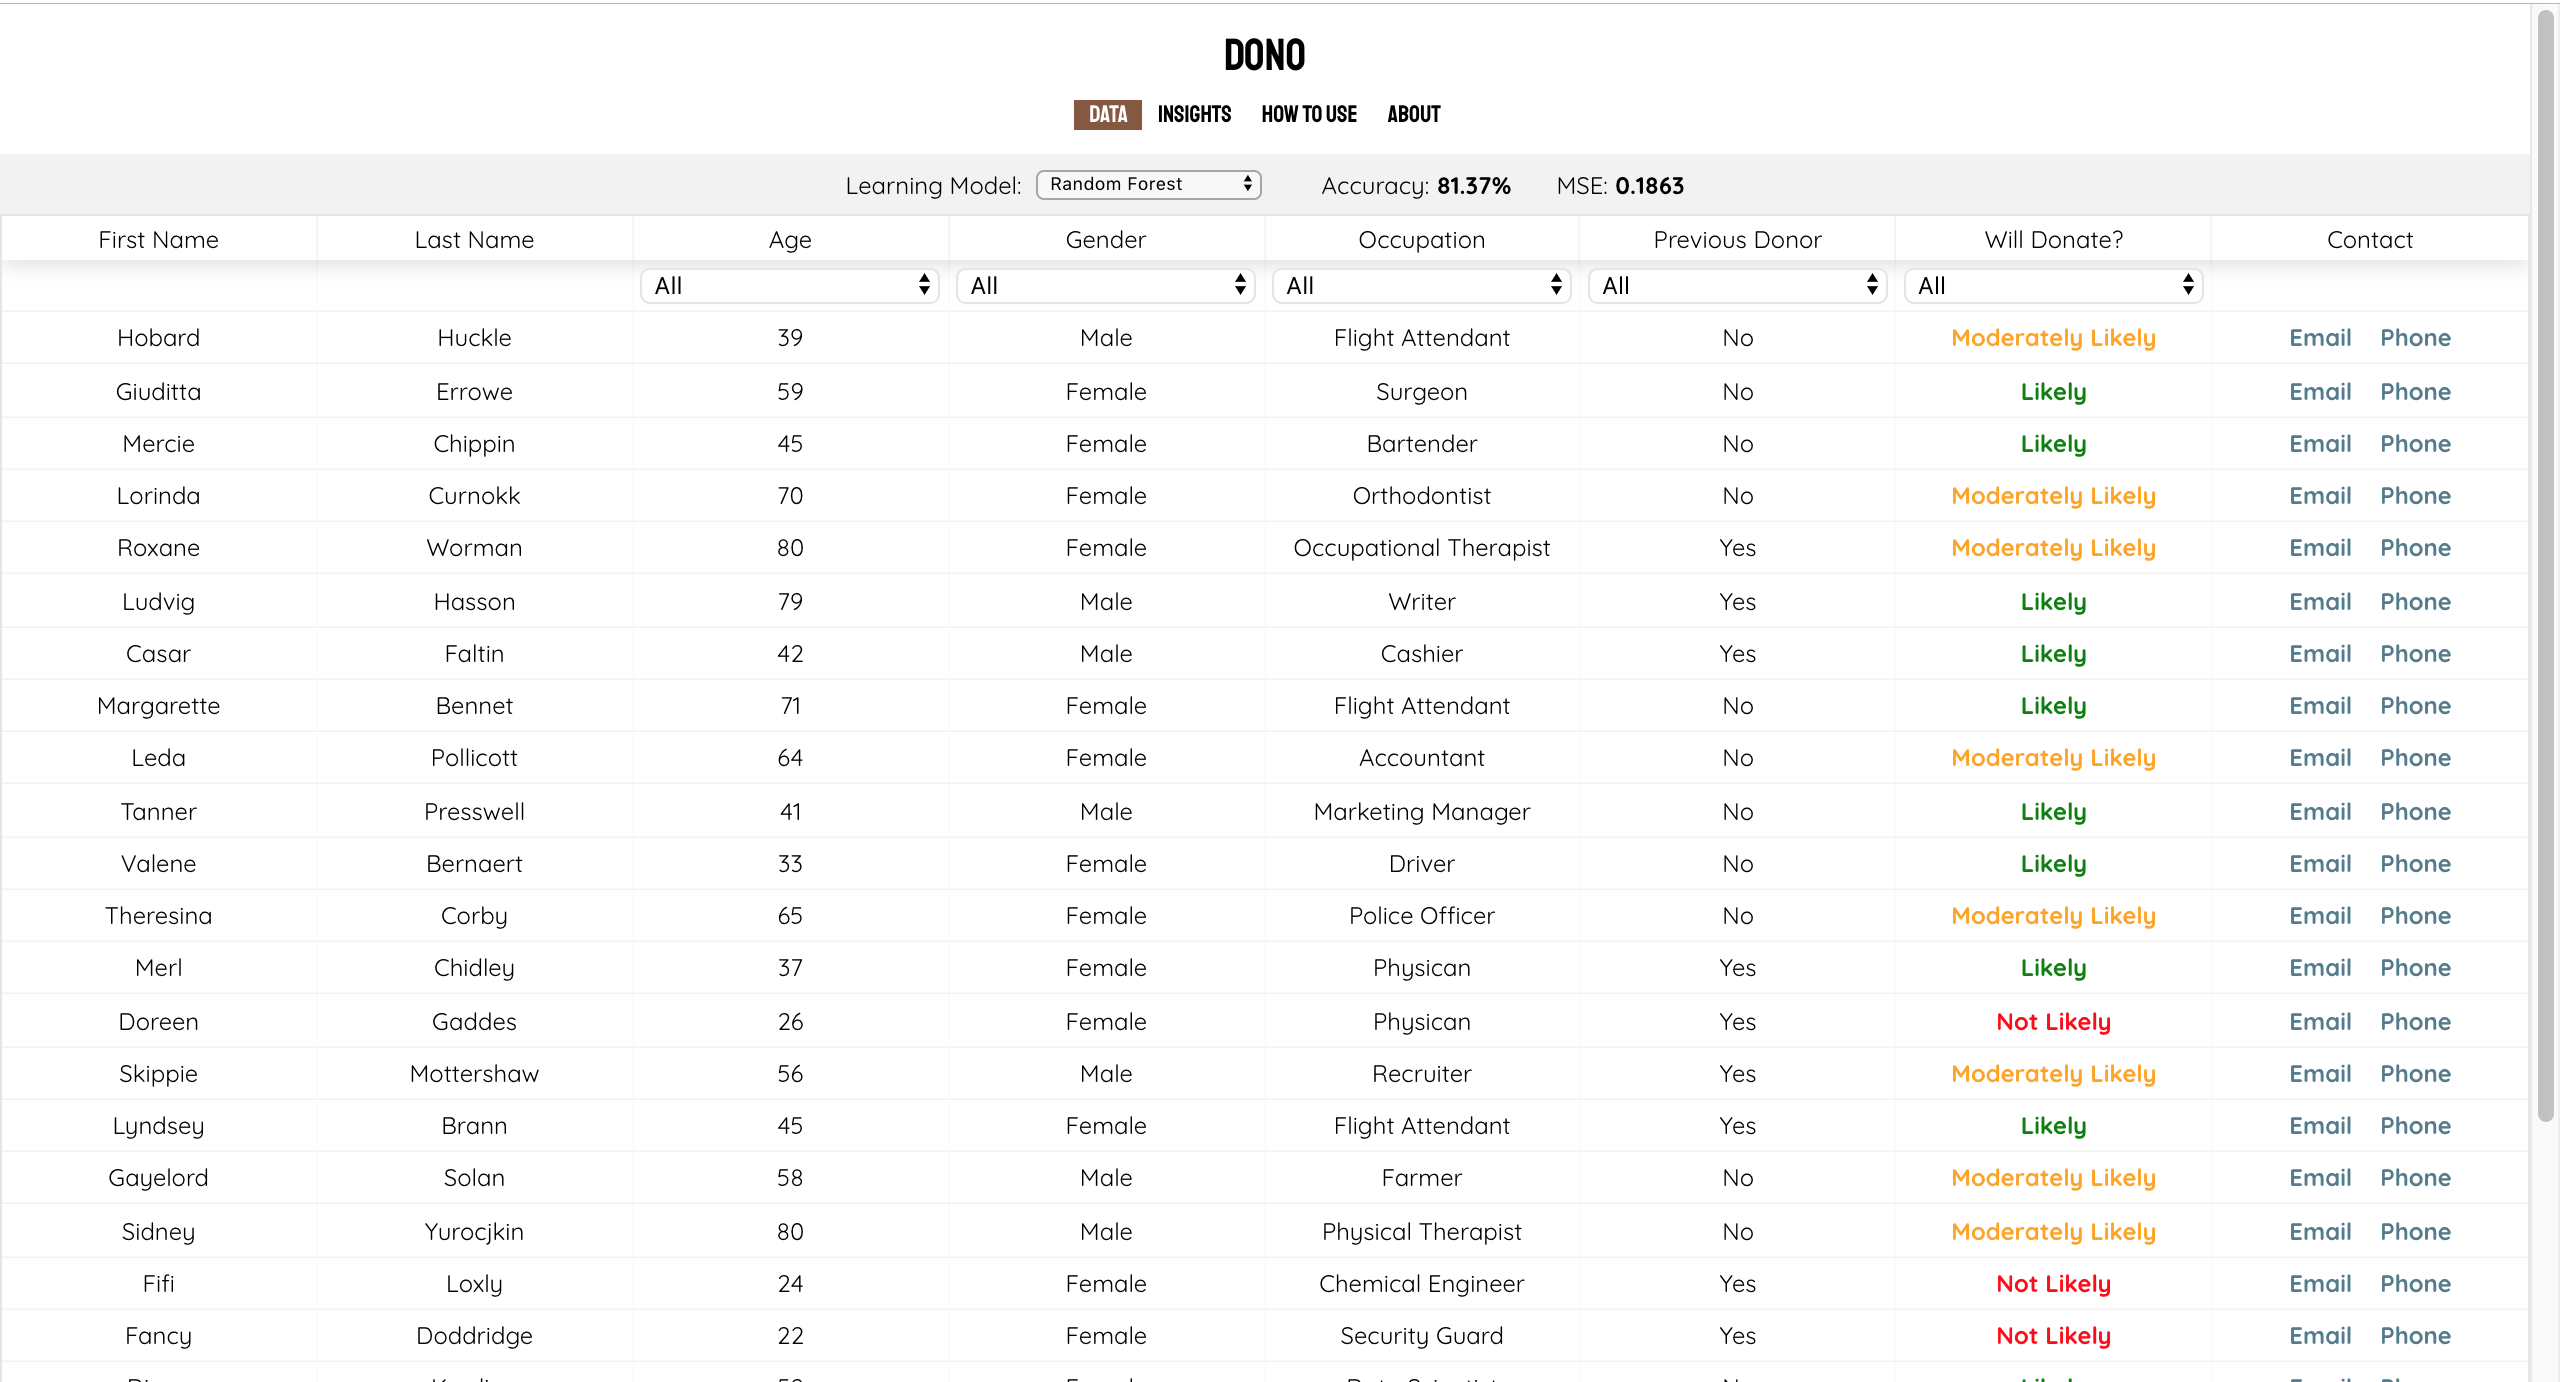 DONO
DATA INSIGHTS HOW TO USE ABOUT
Learning Model: Random Forest Accuracy: 81.37% MSE: 0.1863
First Name Last Name Age Gender Occupation Previous Donor Will Donate? Contact
All All All All All
Hobard Huckle 39 Male Flight Attendant No Moderately Likely Email Phone
Giuditta Errowe 59 Female Surgeon No Likely Email Phone
Mercie Chippin 45 Female Bartender No Likely Email Phone
Lorinda Curnokk 70 Female Orthodontist No Moderately Likely Email Phone
Roxane Worman 80 Female Occupational Therapist Yes Moderately Likely Email Phone
Ludvig Hasson 79 Male Writer Yes Likely Email Phone
Casar Faltin 42 Male Cashier Yes Likely Email Phone
Margarette Bennet 71 Female Flight Attendant No Likely Email Phone
Leda Pollicott 64 Female Accountant No Moderately Likely Email Phone
Tanner Presswell 41 Male Marketing Manager No Likely Email Phone
Valene Bernaert 33 Female Driver No Likely Email Phone
Theresina Corby 65 Female Police Officer No Moderately Likely Email Phone
Merl Chidley 37 Female Physican Yes Likely Email Phone
Doreen Gaddes 26 Female Physican Yes Not Likely Email Phone
Skippie Mottershaw 56 Male Recruiter Yes Moderately Likely Email Phone
Lyndsey Brann 45 Female Flight Attendant Yes Likely Email Phone
Gayelord Solan 58 Male Farmer No Moderately Likely Email Phone
Sidney Yurocjkin 80 Male Physical Therapist No Moderately Likely Email Phone
Fifi Loxly 24 Female Chemical Engineer Yes Not Likely Email Phone
Fancy Doddridge 22 Female Security Guard Yes Not Likely Email Phone